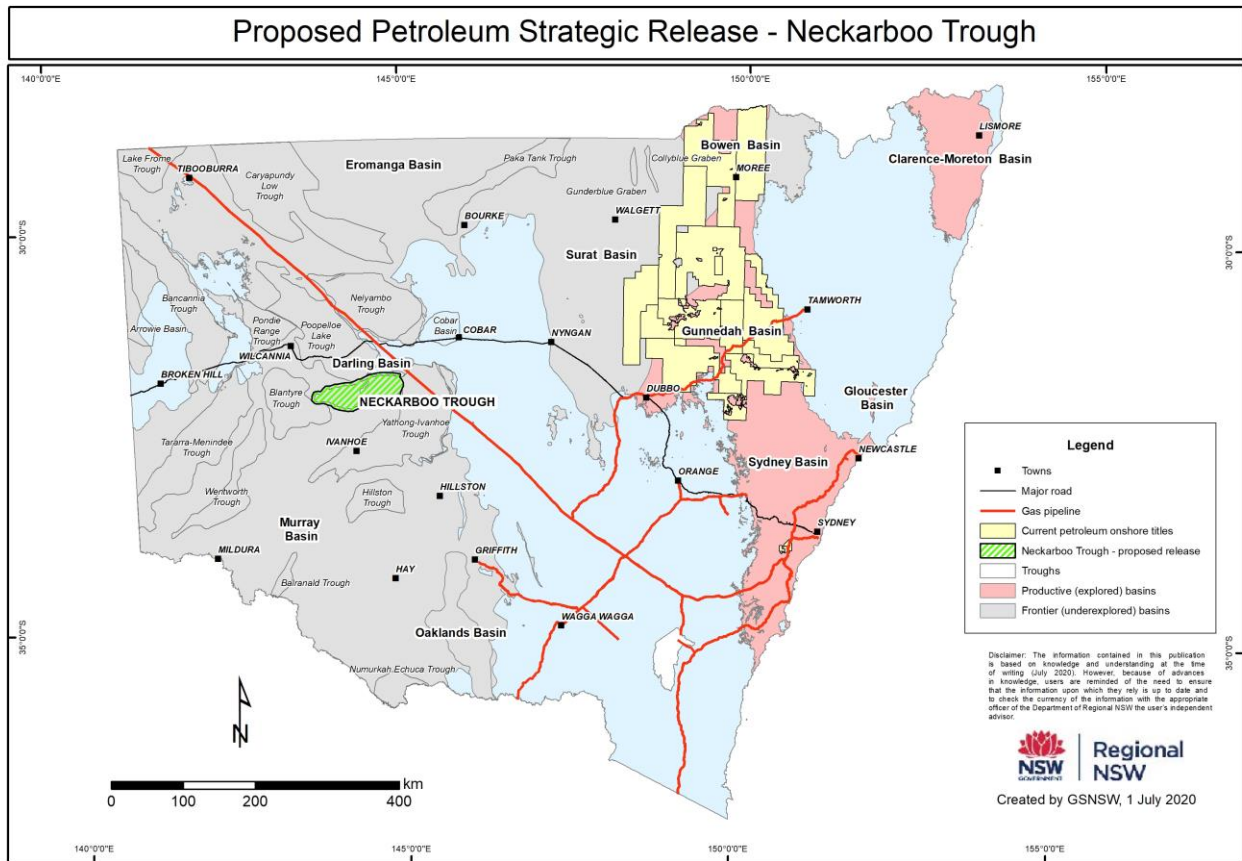 Proposed Petroleum Strategic Release - Neckarboo Trough
140°0'0"E
145°0'0"E
150°0'0"E
155°0'0"E
30°0'0"S
30°0'0"S
35°0'0"S
35°0'0"S
Lake Frome
Trough
TIBOOBURRA
Caryapundy
Low
Trough
Eromanga Basin
Paka Tank Trough
Collyblue Graben
Bowen Basin
MOREE
LISMORE
Clarence-Moreton Basin
Gunderblue Graben
BOURKE
WALGETT
Surat Basin
Bancannia
Trough
Arrowie Basin
Pondie
Range
Trough
Poopelloe
Lake
Trough
Neiyambo
Trough
Cobar
Basin
COBAR
NYNGAN
TAMWORTH
Gunnedah Basin
WILCANNIA
Darling Basin
BROKEN HILL
Blantyre
Trough
NECKARBOO TROUGH
DUBBO
Gloucester
Basin
Yathong-Ivanhoe
Trough
IVANHOE
Tararra-Menindee
Trough
NEWCASTLE
Sydney Basin
ORANGE
Wentworth
Trough
Hillston
Trough
HILLSTON
SYDNEY
Murray
Basin
MILDURA
GRIFFITH
HAY
Balranald Trough
WAGGA WAGGA
Oaklands Basin
Numurkah Echuca Trough
N
km
0
100
200
400
Legend
Towns
Major road
Gas pipeline
Current petroleum onshore titles
Neckarboo Trough - proposed release
Troughs
Productive (explored) basins
Frontier (underexplored) basins
Disclaimer: The information contained in this publication
is based on knowledge and understanding at the time
of writing (July 2020). However, because of advances
in knowledge, users are reminded of the need to ensure
that the information upon which they rely is up to date and
to check the currency of the information with the appropriate
officer of the Department of Regional NSW the user's independent
advisor.
NSW
GOVERNMENT
Regional
NSW
Created by GSNSW, 1 July 2020
140°0'0"E
145°0'0"E
150°0'0"E
155°0'0"E